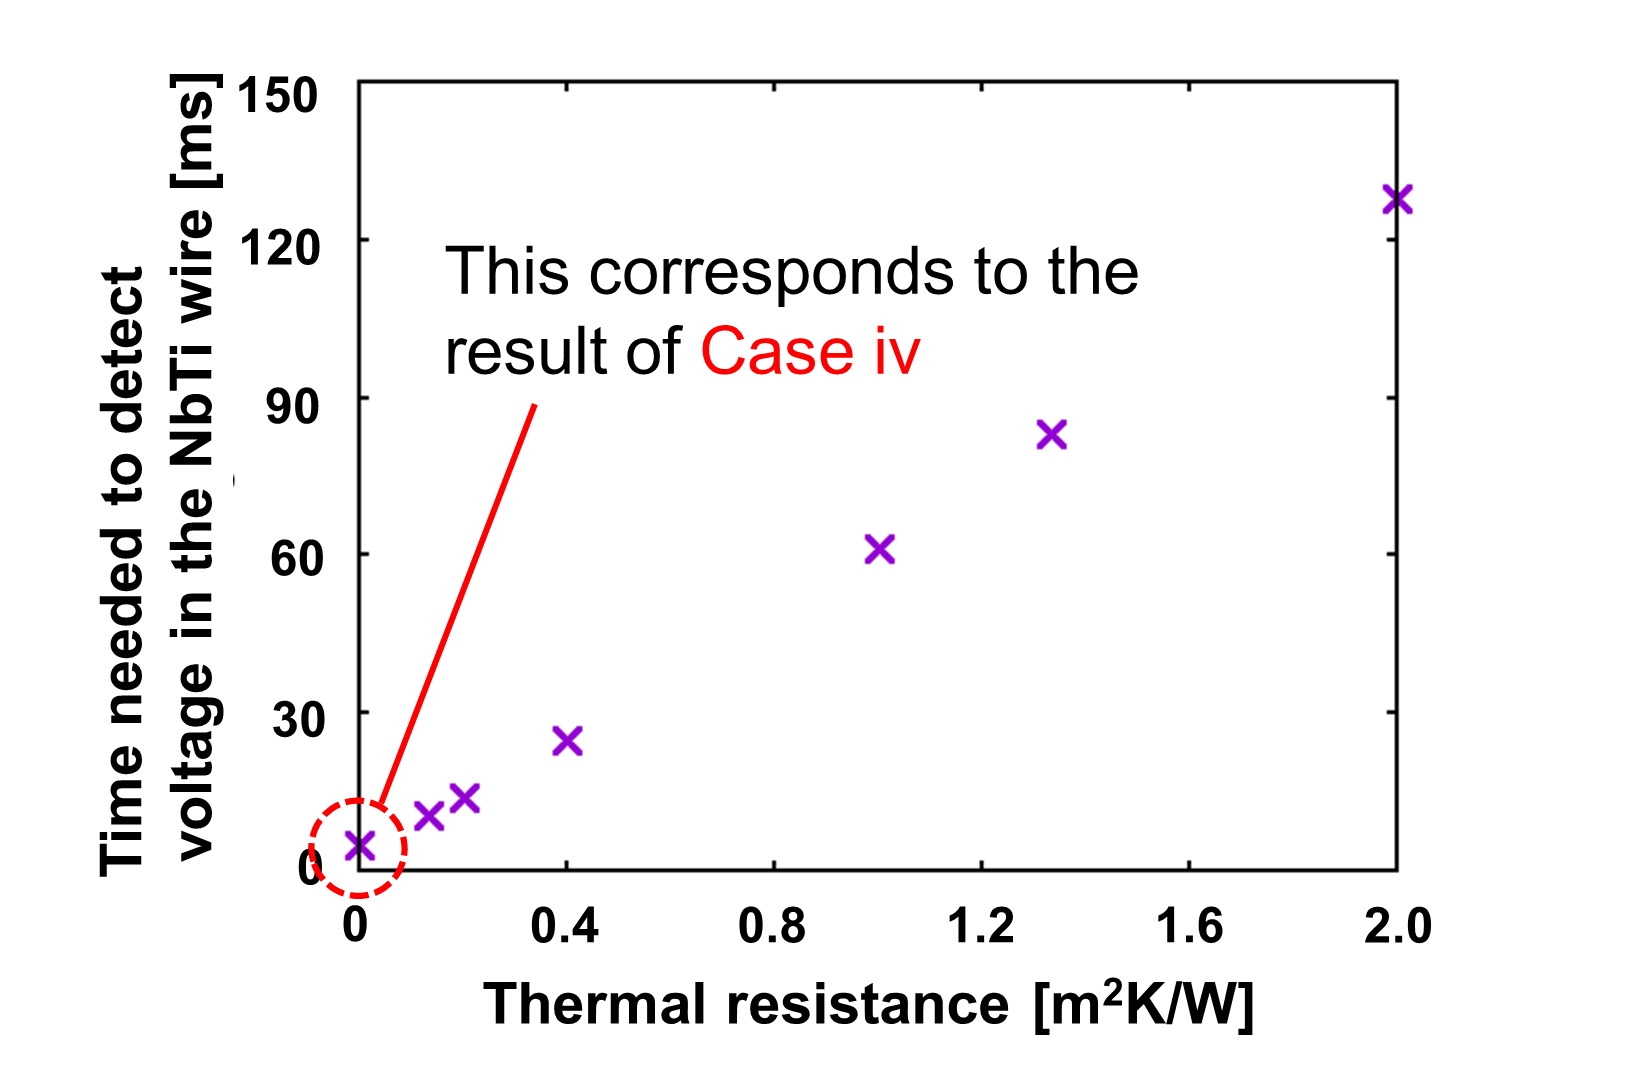 Time needed to detect
voltage in the NbTi wire [ms]
150
120
90
60
30
0
This corresponds to the
result of Case iv
0 0.4 0.8 1.2 1.6 2.0
Thermal resistance [m²K/W]